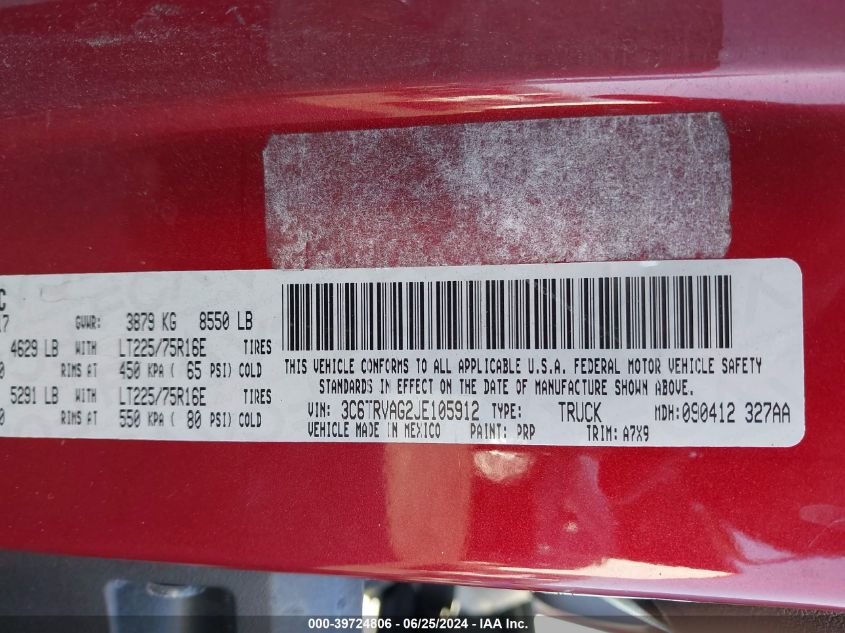 C
17 GVWR: 3879 KG 8550 LB
4629 LB WITH LT225/75R16E TIRES
0 RIMS AT 450 KPA ( 65 PSI) COLD
5291 LB WITH LT225/75R16E TIRES
0 RIMS AT 550 KPA ( 80 PSI) COLD
THIS VEHICLE CONFORMS TO ALL APPLICABLE U.S.A. FEDERAL MOTOR VEHICLE SAFETY
STANDARDS IN EFFECT ON THE DATE OF MANUFACTURE SHOWN ABOVE.
VIN: 3C6TRVAG2JE105912 TYPE: TRUCK MDH:090412 327AA
VEHICLE MADE IN MEXICO PAINT: PRP TRIM: A7X9
000-39724806 - 06/25/2024 - IAA Inc.